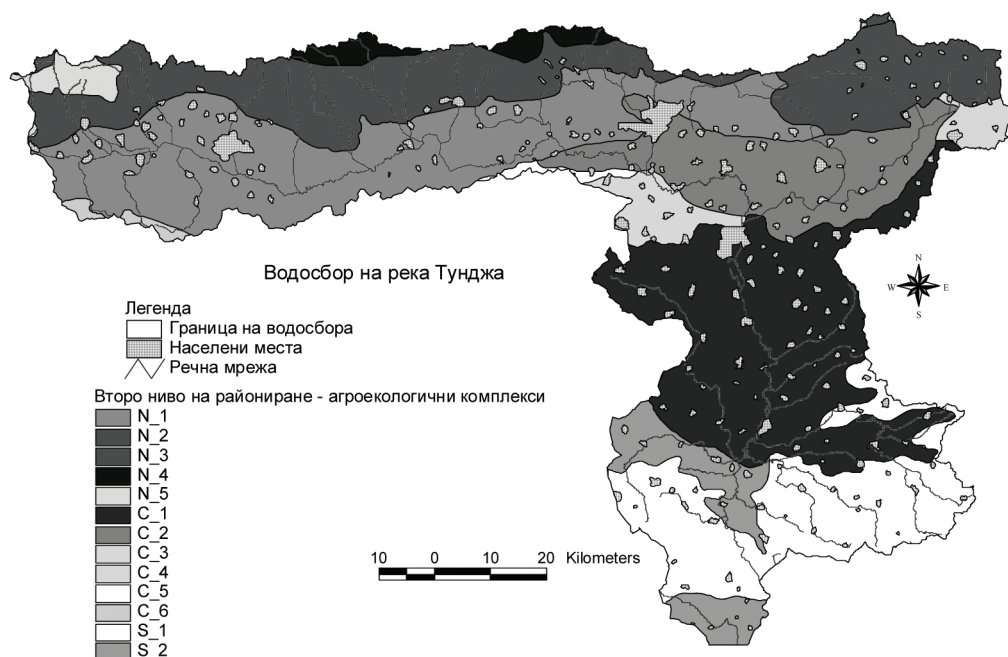 Водосбор на река Тунджа
N
W E
S
Легенда
Граница на водосбора
Населени места
Речна мрежа
Второ ниво на райониране - агроекологични комплекси
N_1
N_2
N_3
N_4
N_5
C_1
C_2
C_3
C_4
C_5
C_6
S_1
S_2
10 0 10 20 Kilometers